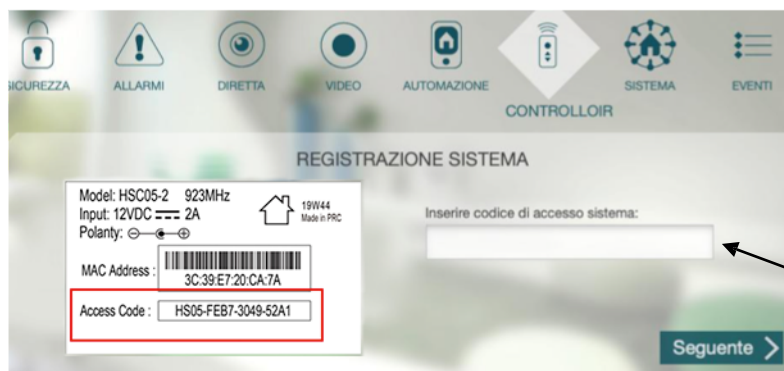 SICUREZZA
ALLARMI
DIRETTA
VIDEO
AUTOMAZIONE
CONTROLLOIR
SISTEMA
EVENTI
REGISTRAZIONE SISTEMA
Model: HSC05-2 923MHz
Input: 12VDC 2A
Polanty:
19W44
Made in PRC
MAC Address :
3C:39:E7:20:CA:7A
Access Code : HS05-FEB7-3049-52A1
Inserire codice di accesso sistema:
Seguente